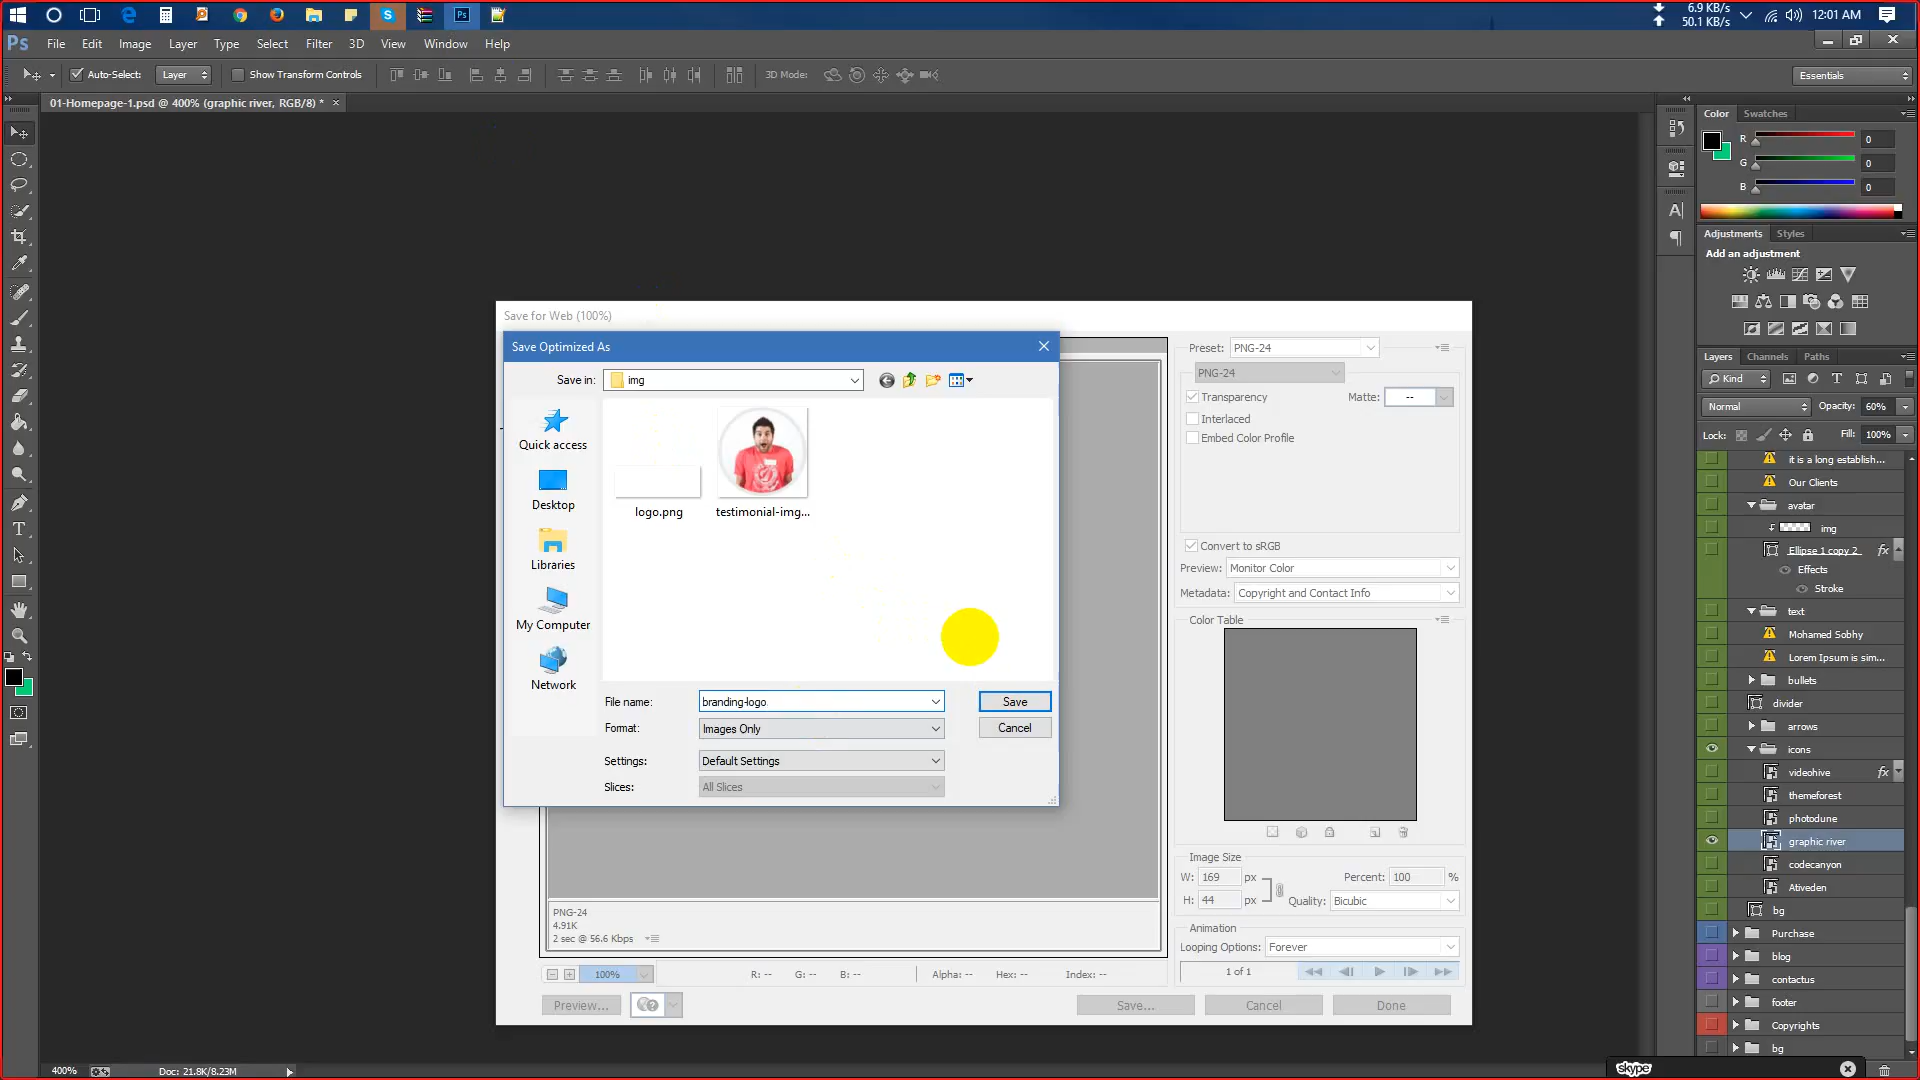 6.9 KB/s
50.1 KB/s
12:01 AM
Ps
File Edit Image Layer Type Select Filter 3D View Window Help
Auto-Select: Layer Show Transform Controls 3D Mode: Essentials
01-Homepage-1.psd @ 400% (graphic river, RGB/8) * ×
Color Swatches
R 0
G 0
B 0
Adjustments Styles
Add an adjustment
Layers Channels Paths
Kind
Normal Opacity: 60%
Lock: Fill: 100%
it is a long establish...
Our Clients
avatar
img
Ellipse 1 copy 2 fx
Effects
Stroke
text
Mohamed Sobhy
Lorem Ipsum is sim...
bullets
divider
arrows
icons
videohive fx
themeforest
photodune
graphic river
codecanyon
Ativeden
bg
Purchase
blog
contactus
footer
Copyrights
bg
Save for Web (100%)
Save Optimized As
Save in: img
Quick access
Desktop
Libraries
My Computer
Network
logo.png
testimonial-img...
File name: branding-logo.
Save
Format: Images Only
Cancel
Settings: Default Settings
Slices: All Slices
Preset: PNG-24
PNG-24
Transparency Matte: --
Interlaced
Embed Color Profile
Convert to sRGB
Preview: Monitor Color
Metadata: Copyright and Contact Info
Color Table
Image Size
W: 169 px Percent: 100 %
H: 44 px Quality: Bicubic
Animation
Looping Options: Forever
1 of 1
PNG-24
4.91K
2 sec @ 56.6 Kbps
100% R: -- G: -- B: -- Alpha: -- Hex: -- Index: --
Preview... Save... Cancel Done
400% Doc: 21.8K/8.23M
skype